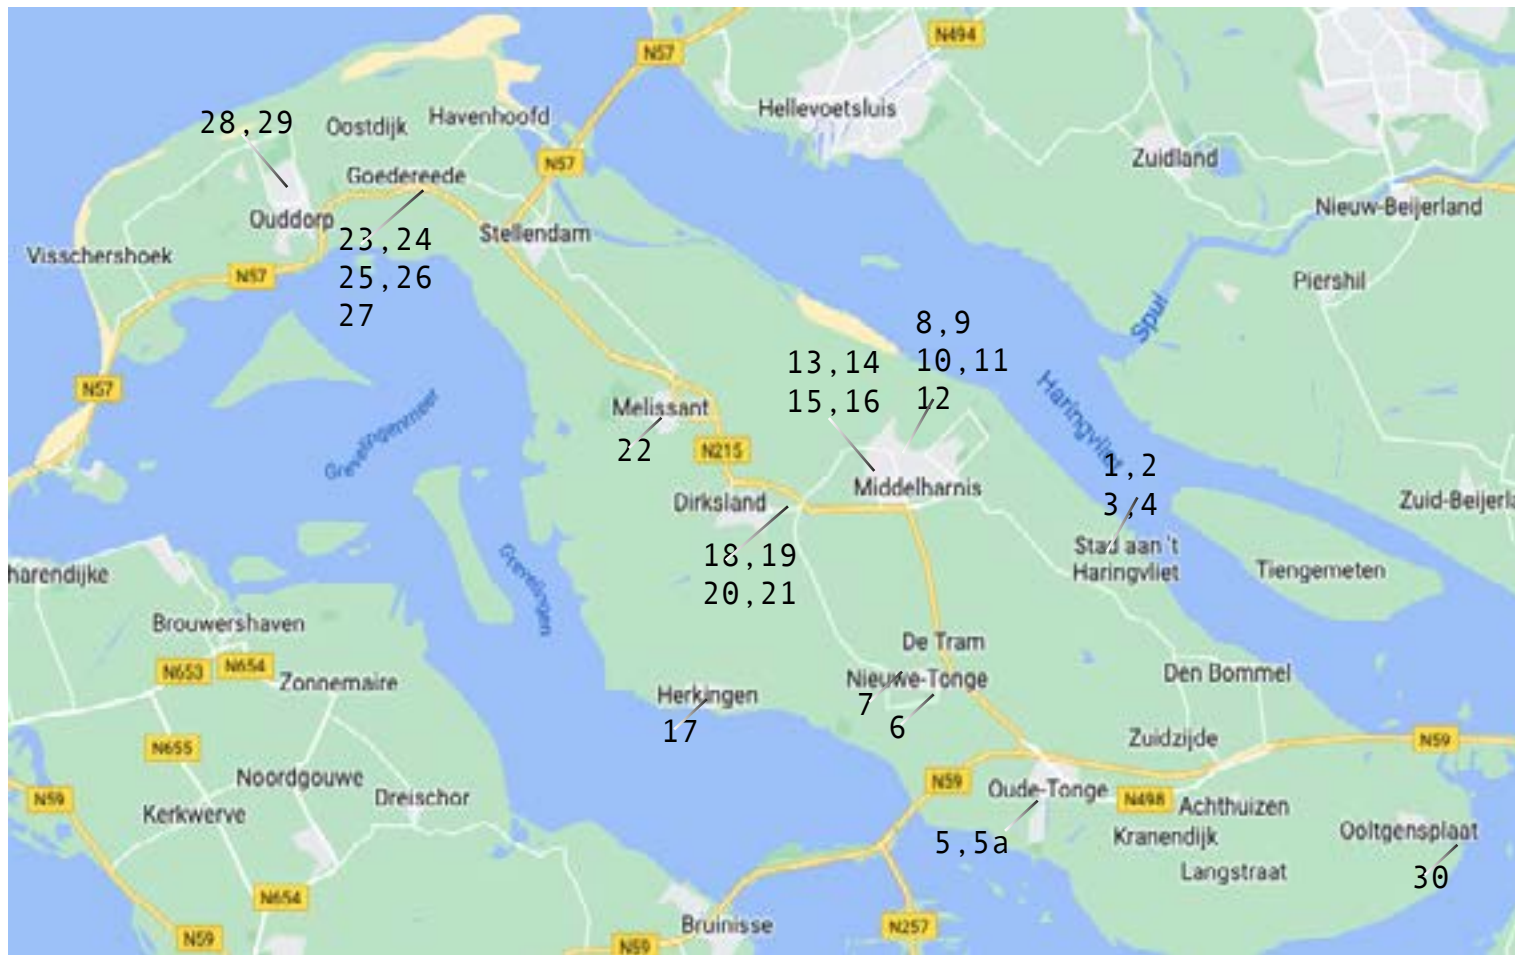 N57
N494
Hellevoetsluis
Havenhoofd
Oostdijk
28,29
Zuidland
N57
Goedereede
Nieuw-Beijerland
Ouddorp
Stellendam
23,24
25,26
27
Visschershoek
N57
Piershil
Spui
8,9
10,11
12
13,14
15,16
N57
Haringvliet
Grevelingenmeer
Melissant
22
N215
1,2
3,4
Middelharnis
Dirksland
Zuid-Beijerla
Stad aan 't
Haringvliet
18,19
20,21
Tiengemeten
harendijke
Grevelingen
Brouwershaven
De Tram
N653
N654
Zonnemaire
Nieuwe-Tonge
Den Bommel
Herkingen
7
6
17
N655
Zuidzijde
N59
Noordgouwe
N59
Oude-Tonge
N59
Dreischor
N498
Achthuizen
Kerkwerve
Kranendijk
Ooltgensplaat
5,5a
Langstraat
30
N654
Bruinisse
N257
N59
N59